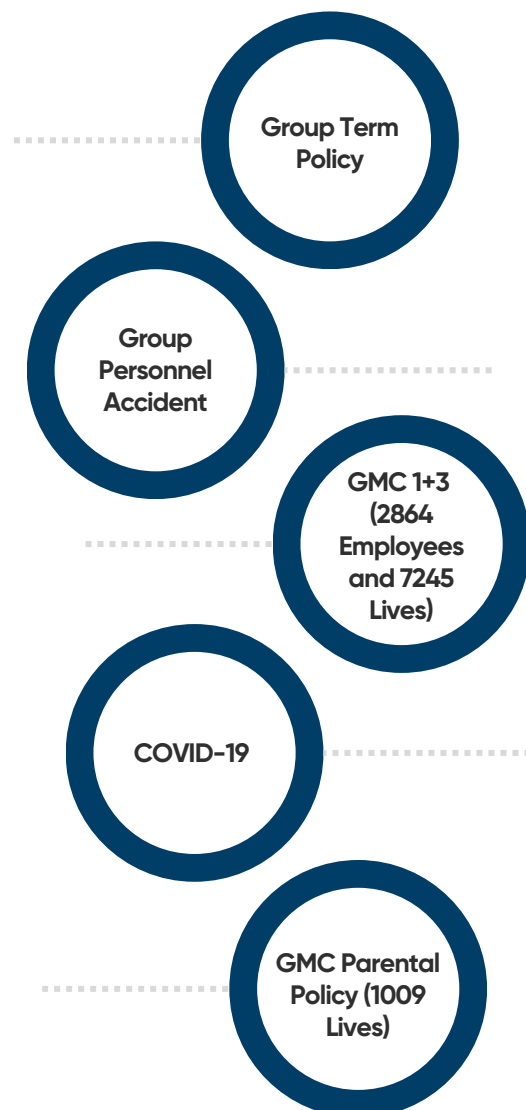 Group Term
Policy
Group
Personnel
Accident
GMC 1+3
(2864
Employees
and 7245
Lives)
COVID-19
GMC Parental
Policy (1009
Lives)